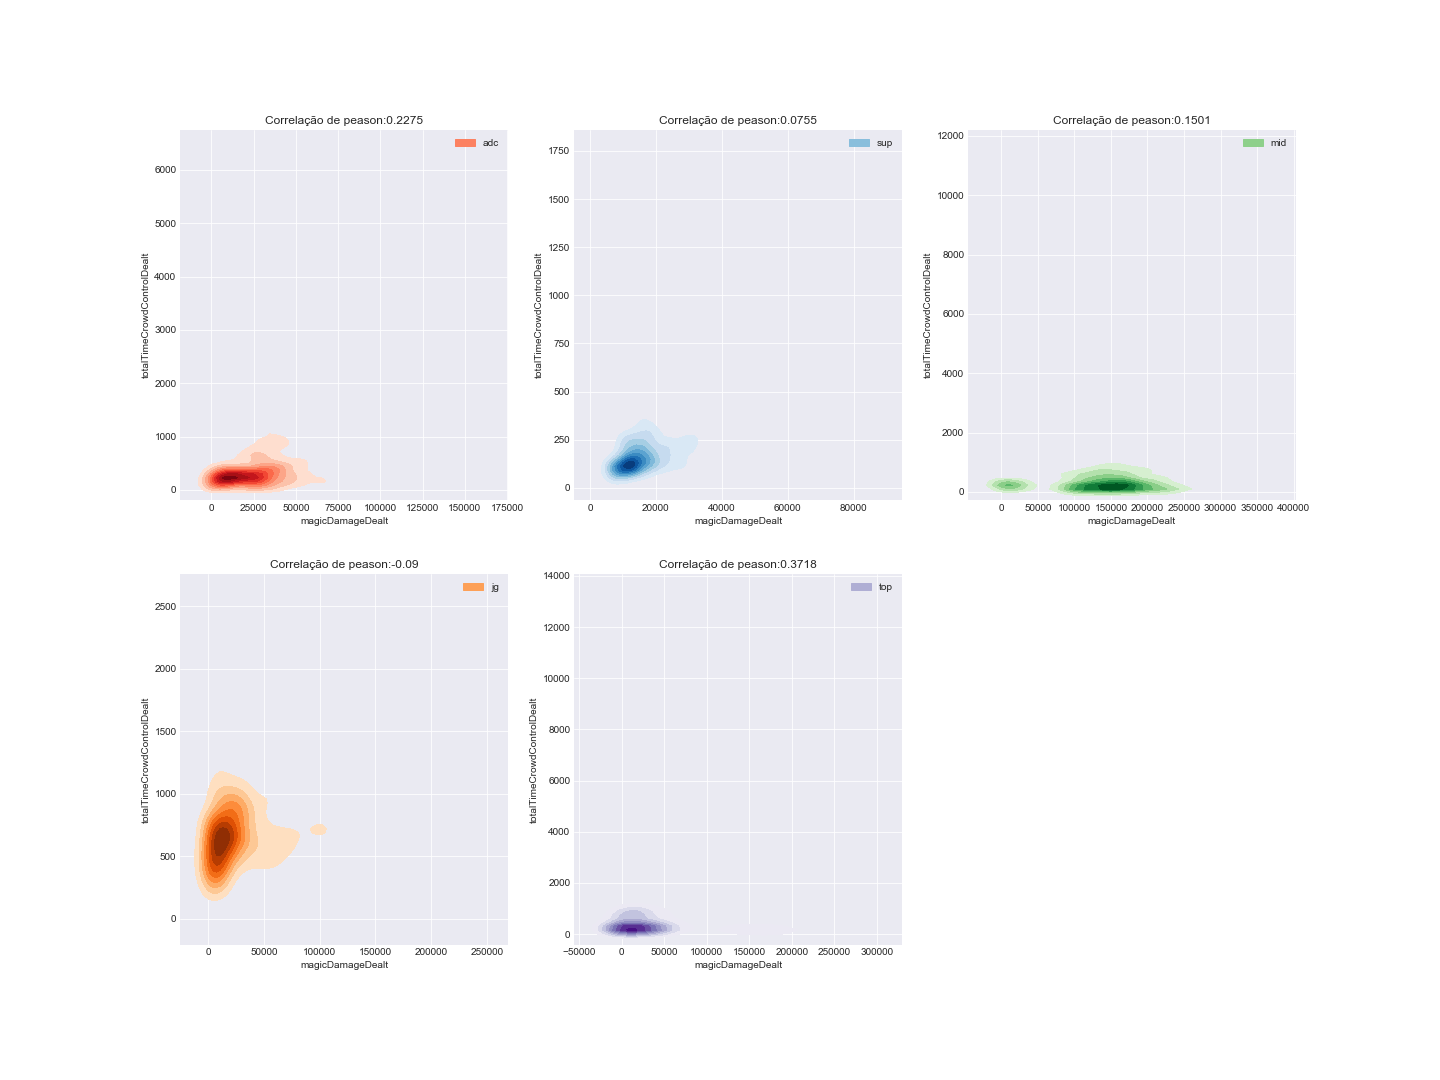 Correlação de peason:0.2275
adc
6000
5000
4000
3000
2000
1000
0
totalTimeCrowdControlDealt
0 25000 50000 75000 100000 125000 150000 175000
magicDamageDealt
Correlação de peason:0.0755
sup
1750
1500
1250
1000
750
500
250
0
totalTimeCrowdControlDealt
0 20000 40000 60000 80000
magicDamageDealt
Correlação de peason:0.1501
mid
12000
10000
8000
6000
4000
2000
0
totalTimeCrowdControlDealt
0 50000 100000 150000 200000 250000 300000 350000 400000
magicDamageDealt
Correlação de peason:-0.09
jg
2500
2000
1500
1000
500
0
totalTimeCrowdControlDealt
0 50000 100000 150000 200000 250000
magicDamageDealt
Correlação de peason:0.3718
top
14000
12000
10000
8000
6000
4000
2000
0
totalTimeCrowdControlDealt
−50000 0 50000 100000 150000 200000 250000 300000
magicDamageDealt